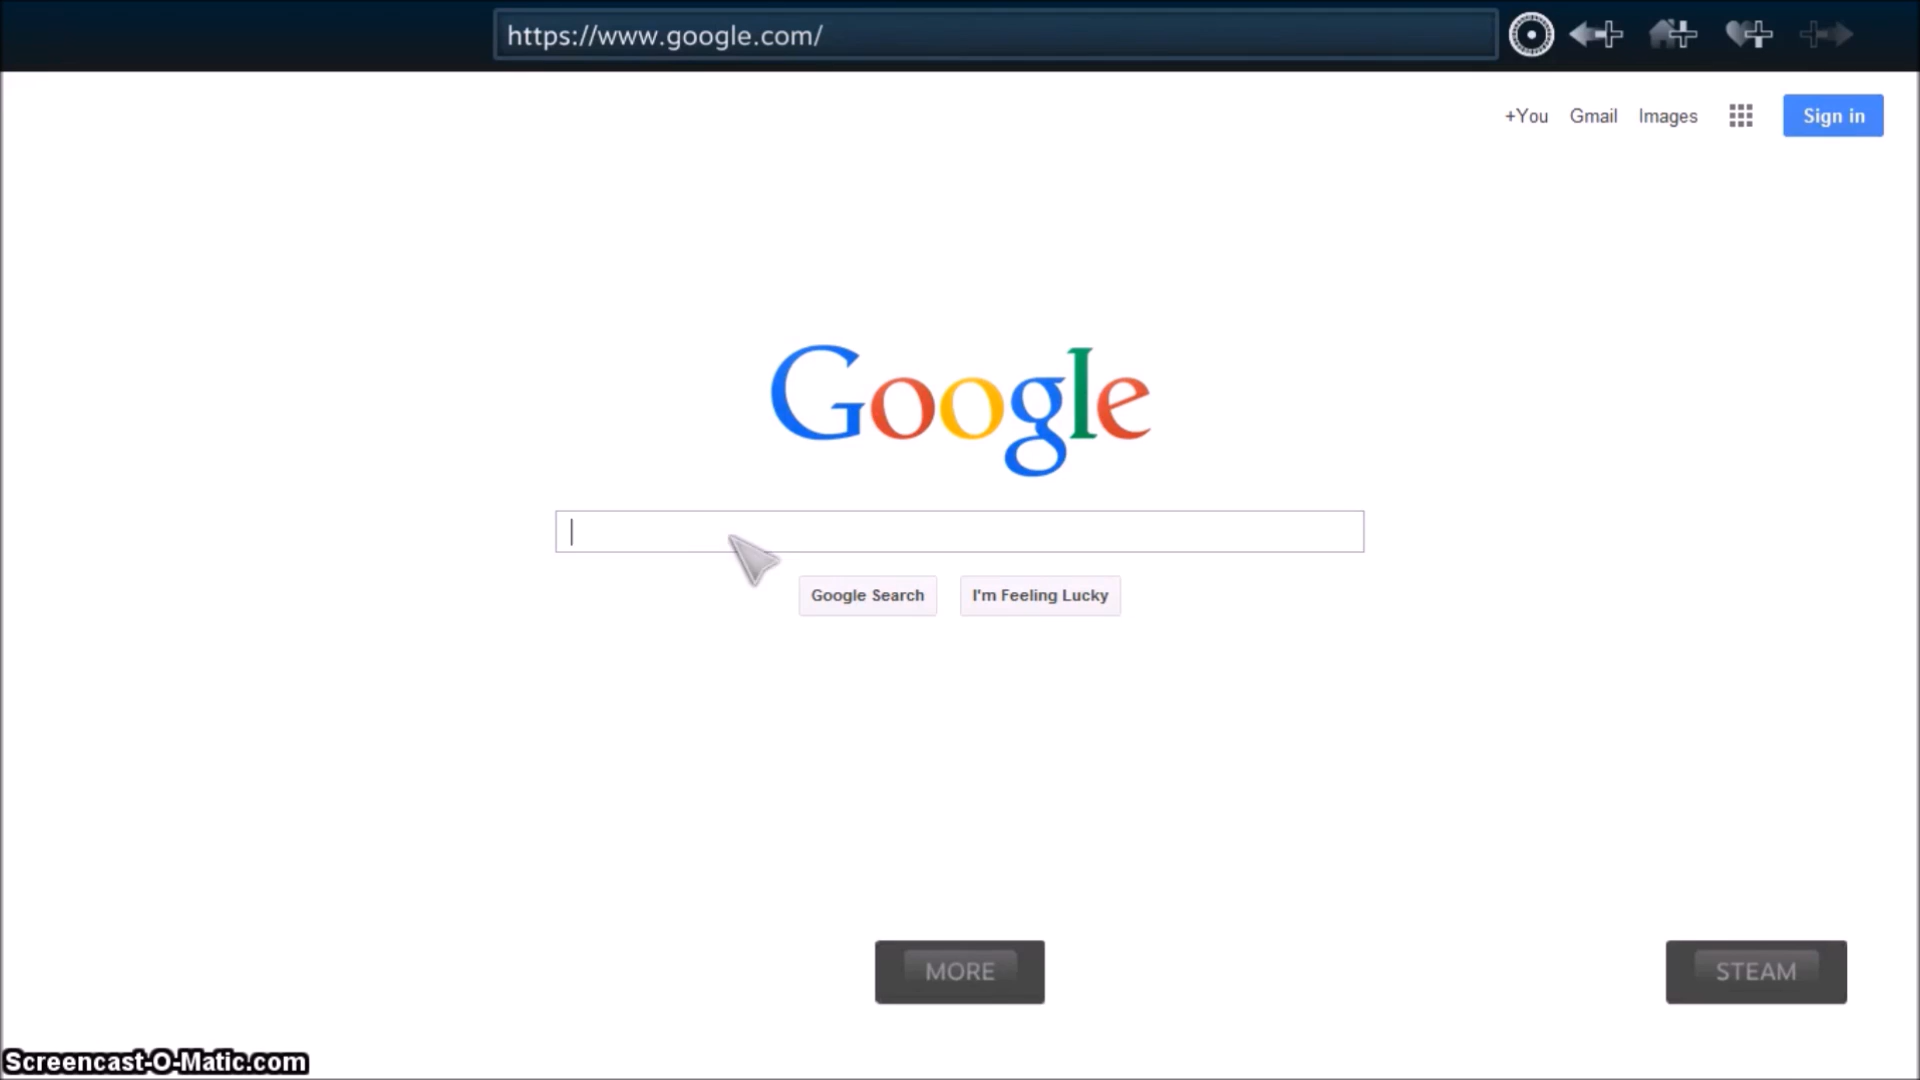 https://www.google.com/
+You Gmail Images Sign in
Google
Google Search I'm Feeling Lucky
MORE STEAM
Screencast-O-Matic.com